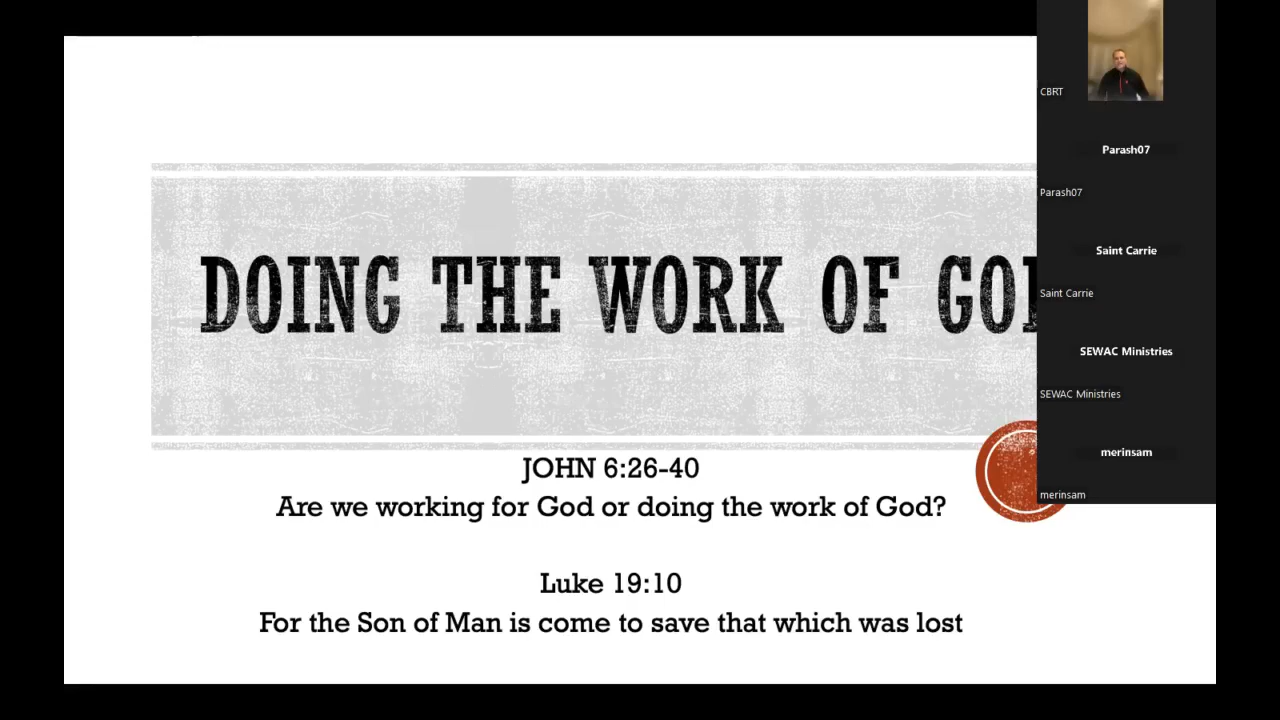 DOING THE WORK OF GO
JOHN 6:26-40
Are we working for God or doing the work of God?
Luke 19:10
For the Son of Man is come to save that which was lost
CBRT
Parash07
Parash07
Saint Carrie
Saint Carrie
SEWAC Ministries
SEWAC Ministries
merinsam
merinsam